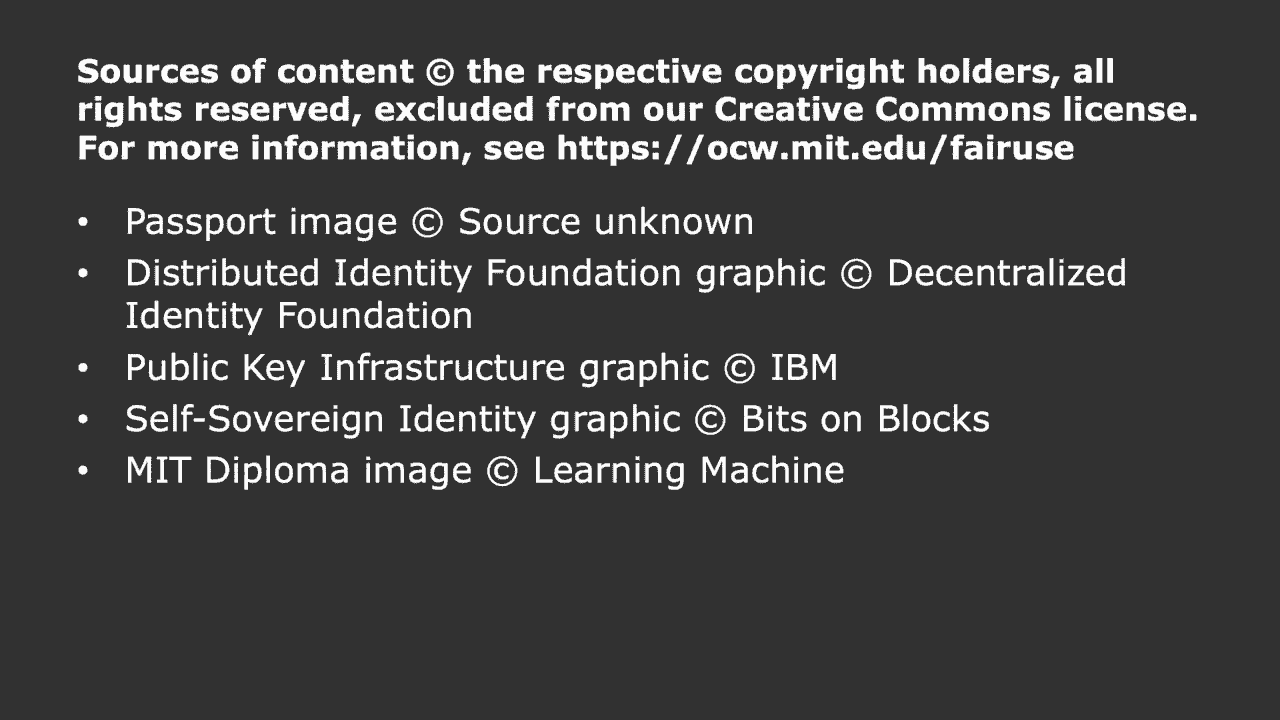 Sources of content © the respective copyright holders, all
rights reserved, excluded from our Creative Commons license.
For more information, see https://ocw.mit.edu/fairuse
• Passport image © Source unknown
• Distributed Identity Foundation graphic © Decentralized
Identity Foundation
• Public Key Infrastructure graphic © IBM
• Self-Sovereign Identity graphic © Bits on Blocks
• MIT Diploma image © Learning Machine